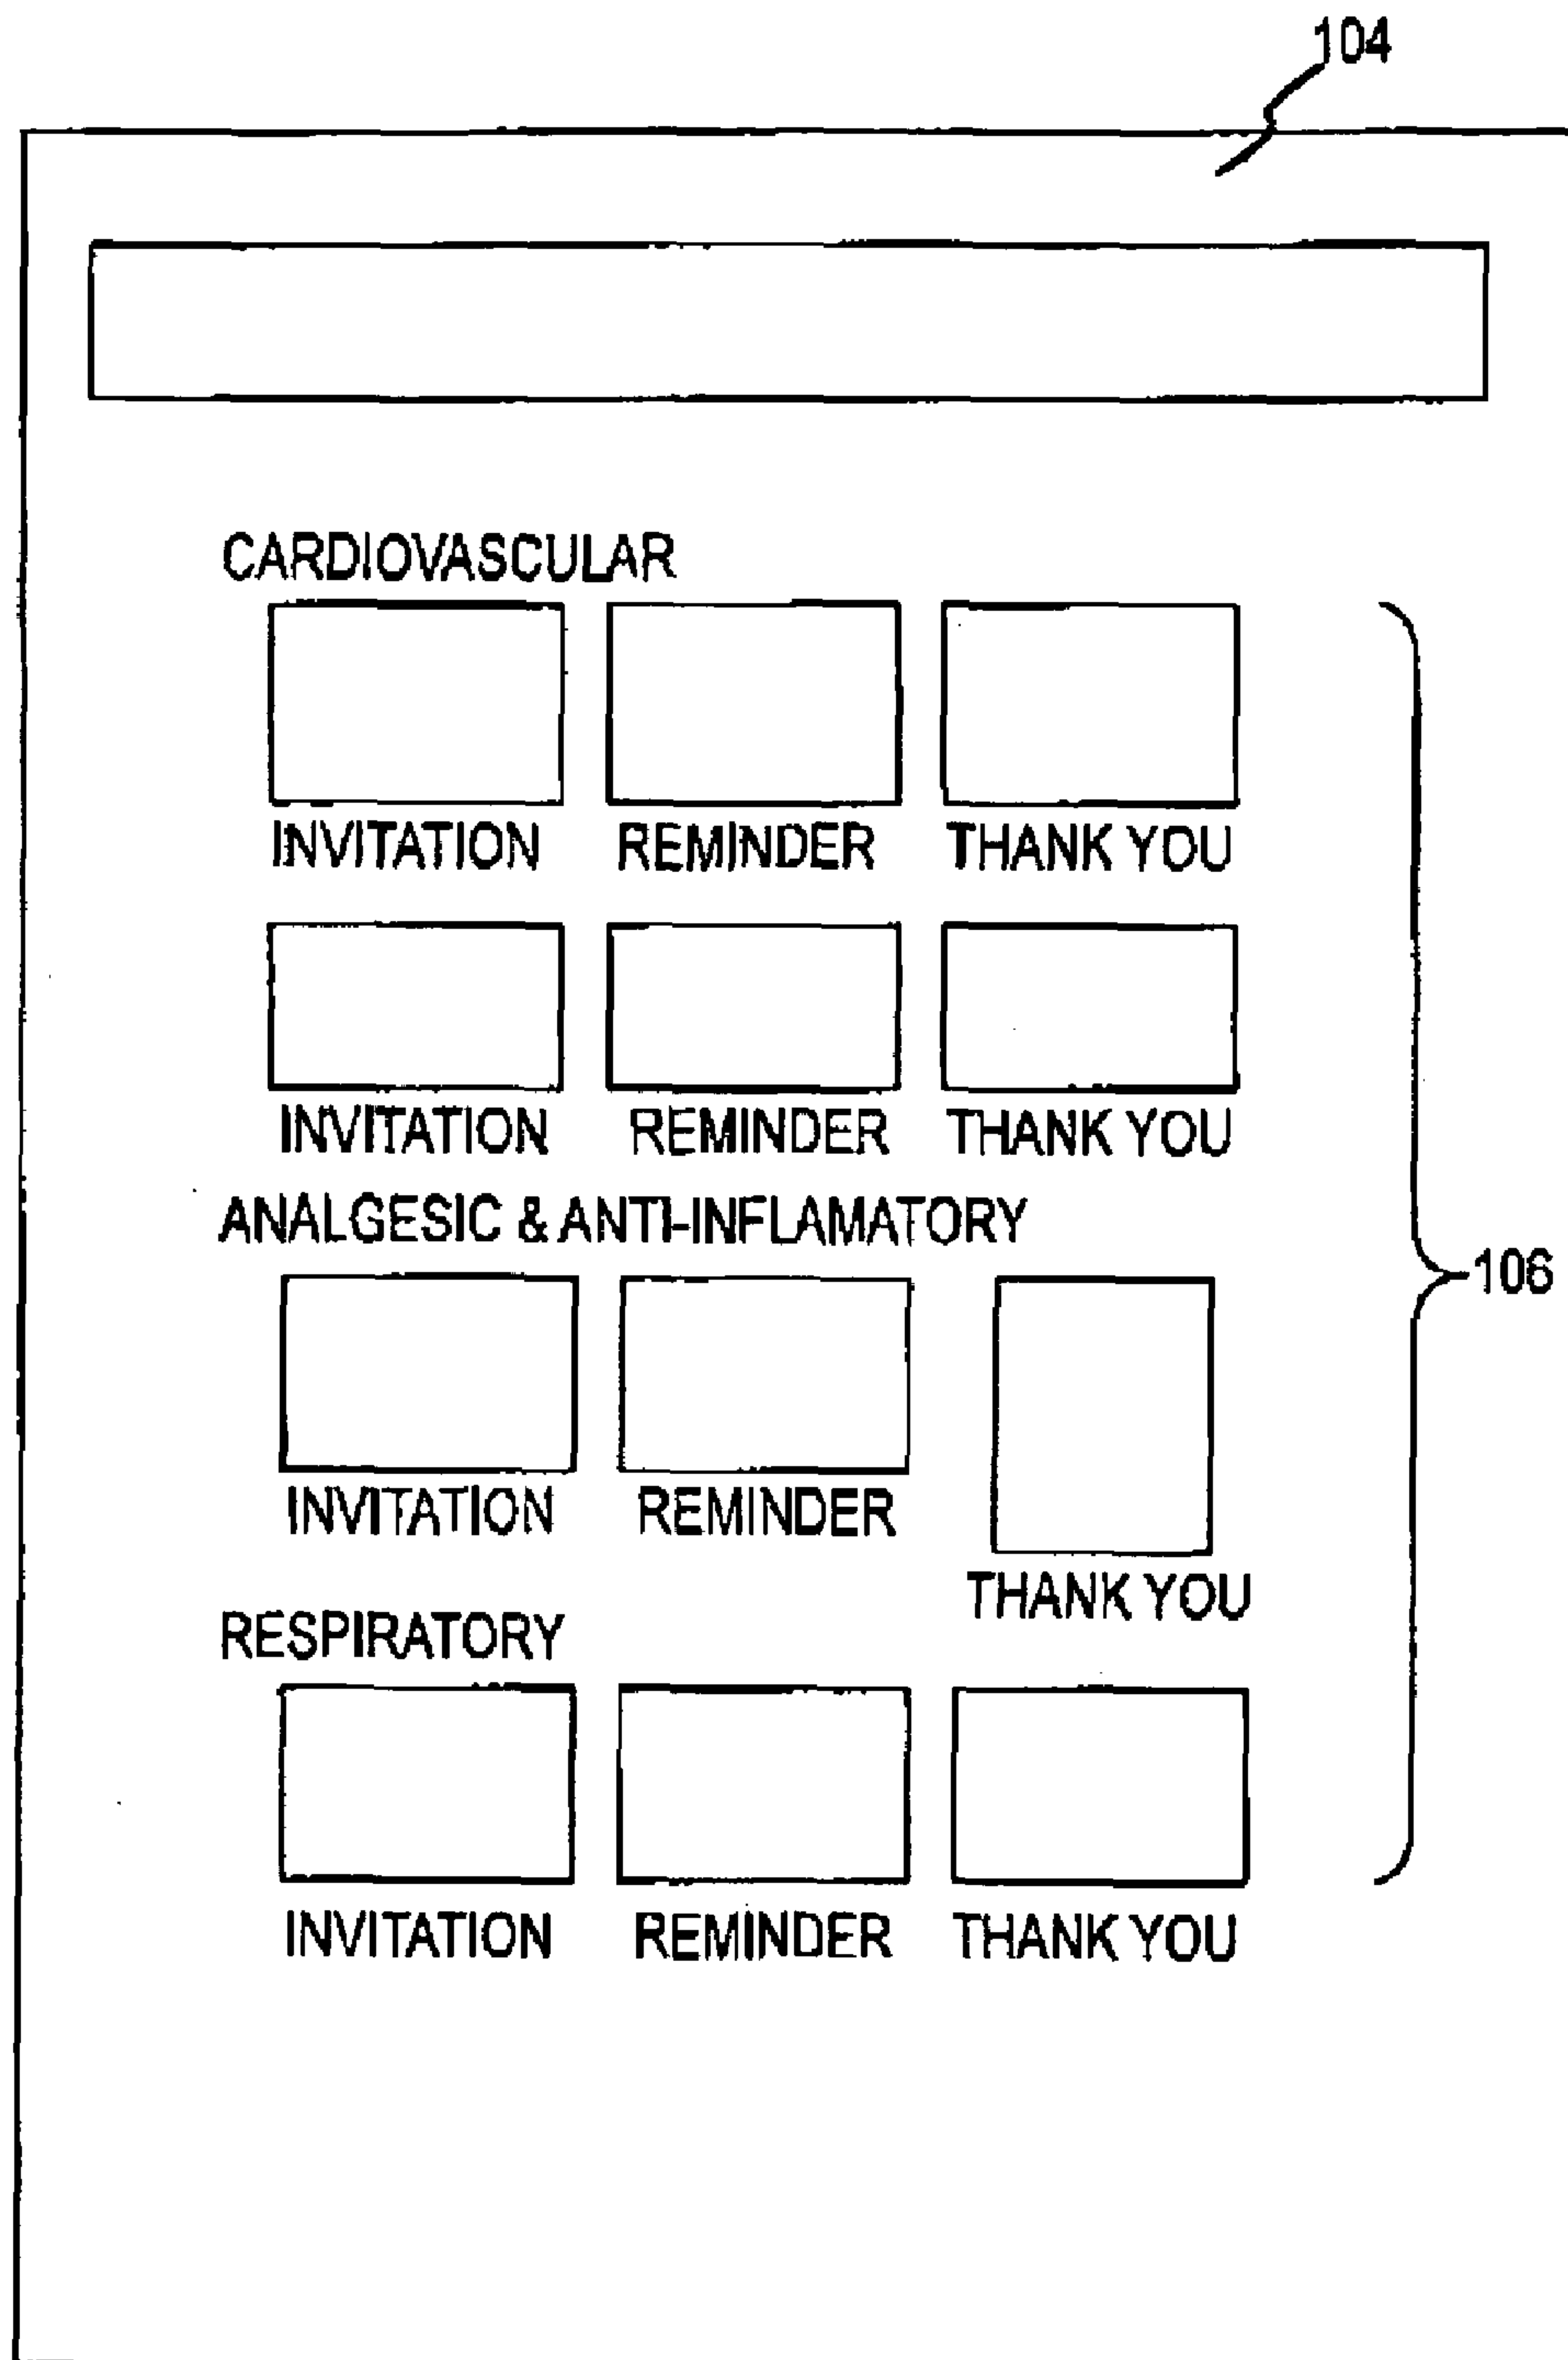 104
CARDIOVASCULAR
INVITATION REMINDER THANK YOU
INVITATION REMINDER THANK YOU
ANALGESIC & ANTI-INFLAMATORY
106
INVITATION REMINDER
THANK YOU
RESPIRATORY
INVITATION REMINDER THANK YOU